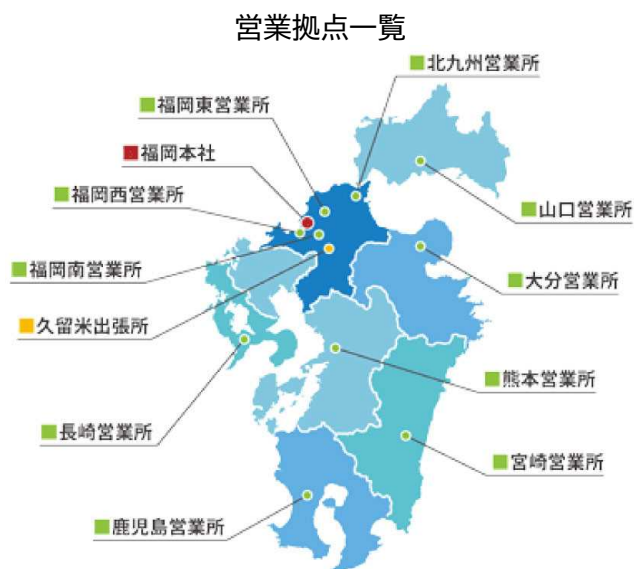 営業拠点一覧
北九州営業所
福岡東営業所
福岡本社
福岡西営業所
山口営業所
福岡南営業所
大分営業所
久留米出張所
熊本営業所
長崎営業所
宮崎営業所
鹿児島営業所